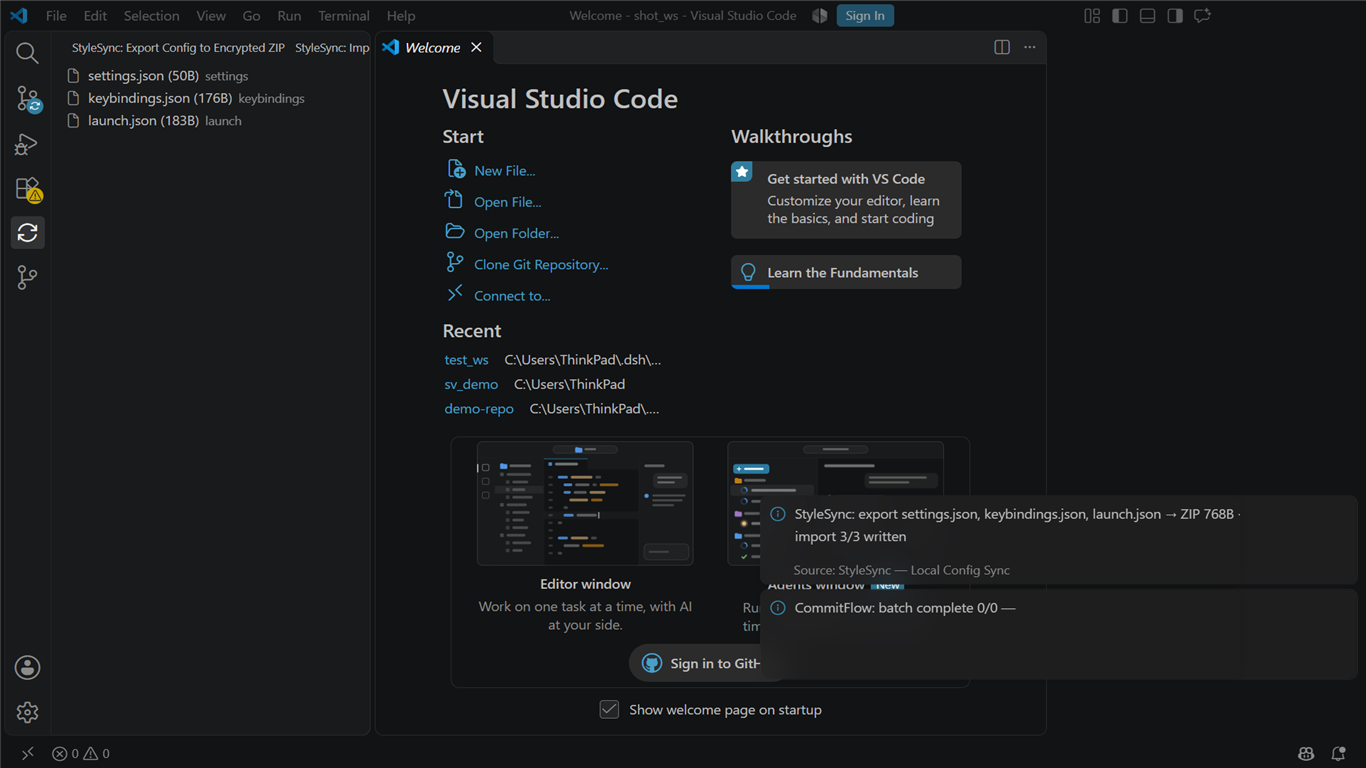 File Edit Selection View Go Run Terminal Help
Welcome - shot_ws - Visual Studio Code
Sign In
StyleSync: Export Config to Encrypted ZIP StyleSync: Imp
settings.json (50B) settings
keybindings.json (176B) keybindings
launch.json (183B) launch
Welcome
Visual Studio Code
Start
New File...
Open File...
Open Folder...
Clone Git Repository...
Connect to...
Recent
test_ws C:\Users\ThinkPad\.dsh\...
sv_demo C:\Users\ThinkPad
demo-repo C:\Users\ThinkPad\....
Walkthroughs
Get started with VS Code
Customize your editor, learn
the basics, and start coding
Learn the Fundamentals
Editor window
Work on one task at a time, with AI
at your side.
Agents window New
Ru
tim
Sign in to GitH
Show welcome page on startup
StyleSync: export settings.json, keybindings.json, launch.json → ZIP 768B ·
import 3/3 written
Source: StyleSync — Local Config Sync
CommitFlow: batch complete 0/0 —
0 0